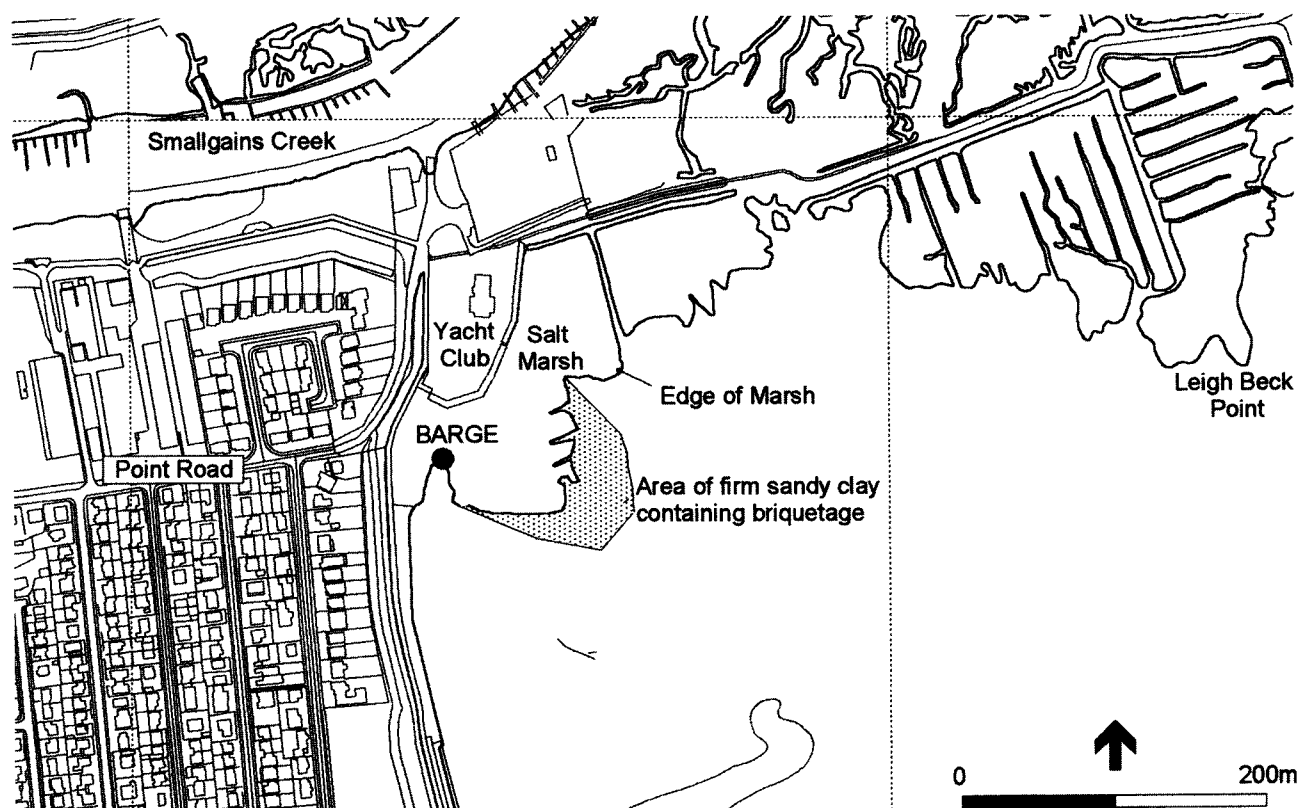 Smallgains Creek
Yacht
Club
Salt
Marsh
Edge of Marsh
Leigh Beck
Point
BARGE
Point Road
Area of firm sandy clay
containing briquetage
0
200m